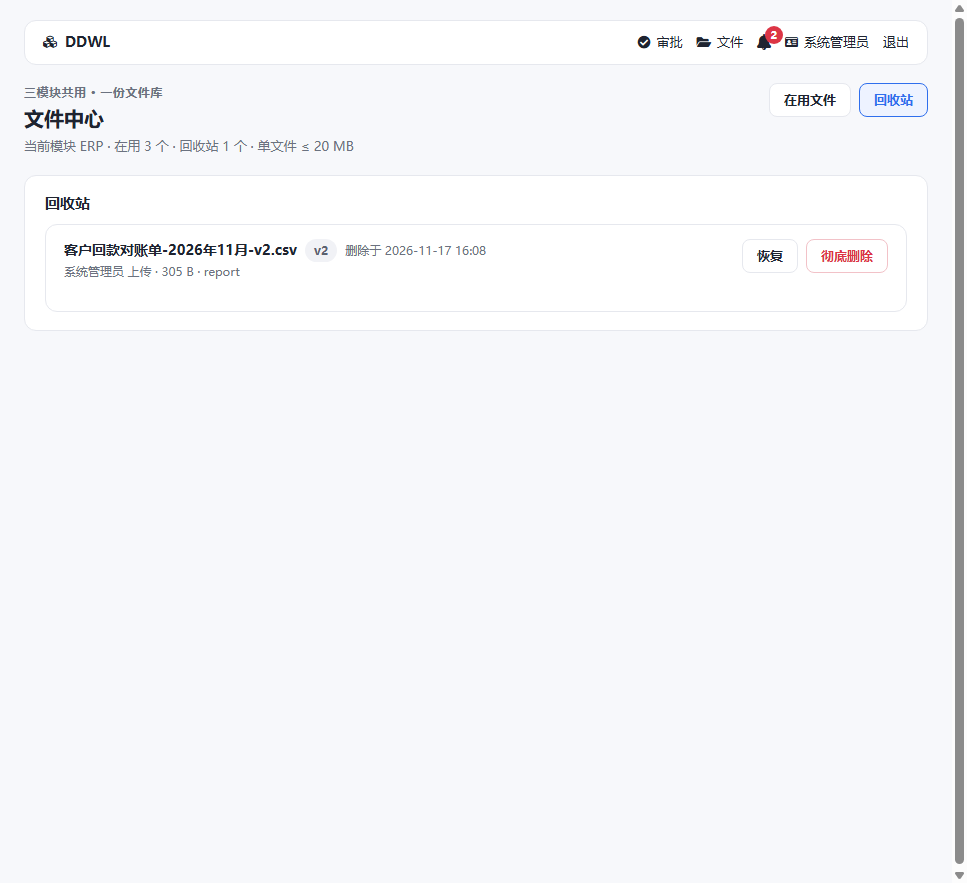 DDWL 审批 文件 2 系统管理员 退出
三模块共用 • 一份文件库
文件中心
当前模块 ERP · 在用 3 个 · 回收站 1 个 · 单文件 ≤ 20 MB
在用文件 回收站
回收站
客户回款对账单-2026年11月-v2.csv v2 删除于 2026-11-17 16:08
系统管理员 上传 · 305 B · report
恢复 彻底删除